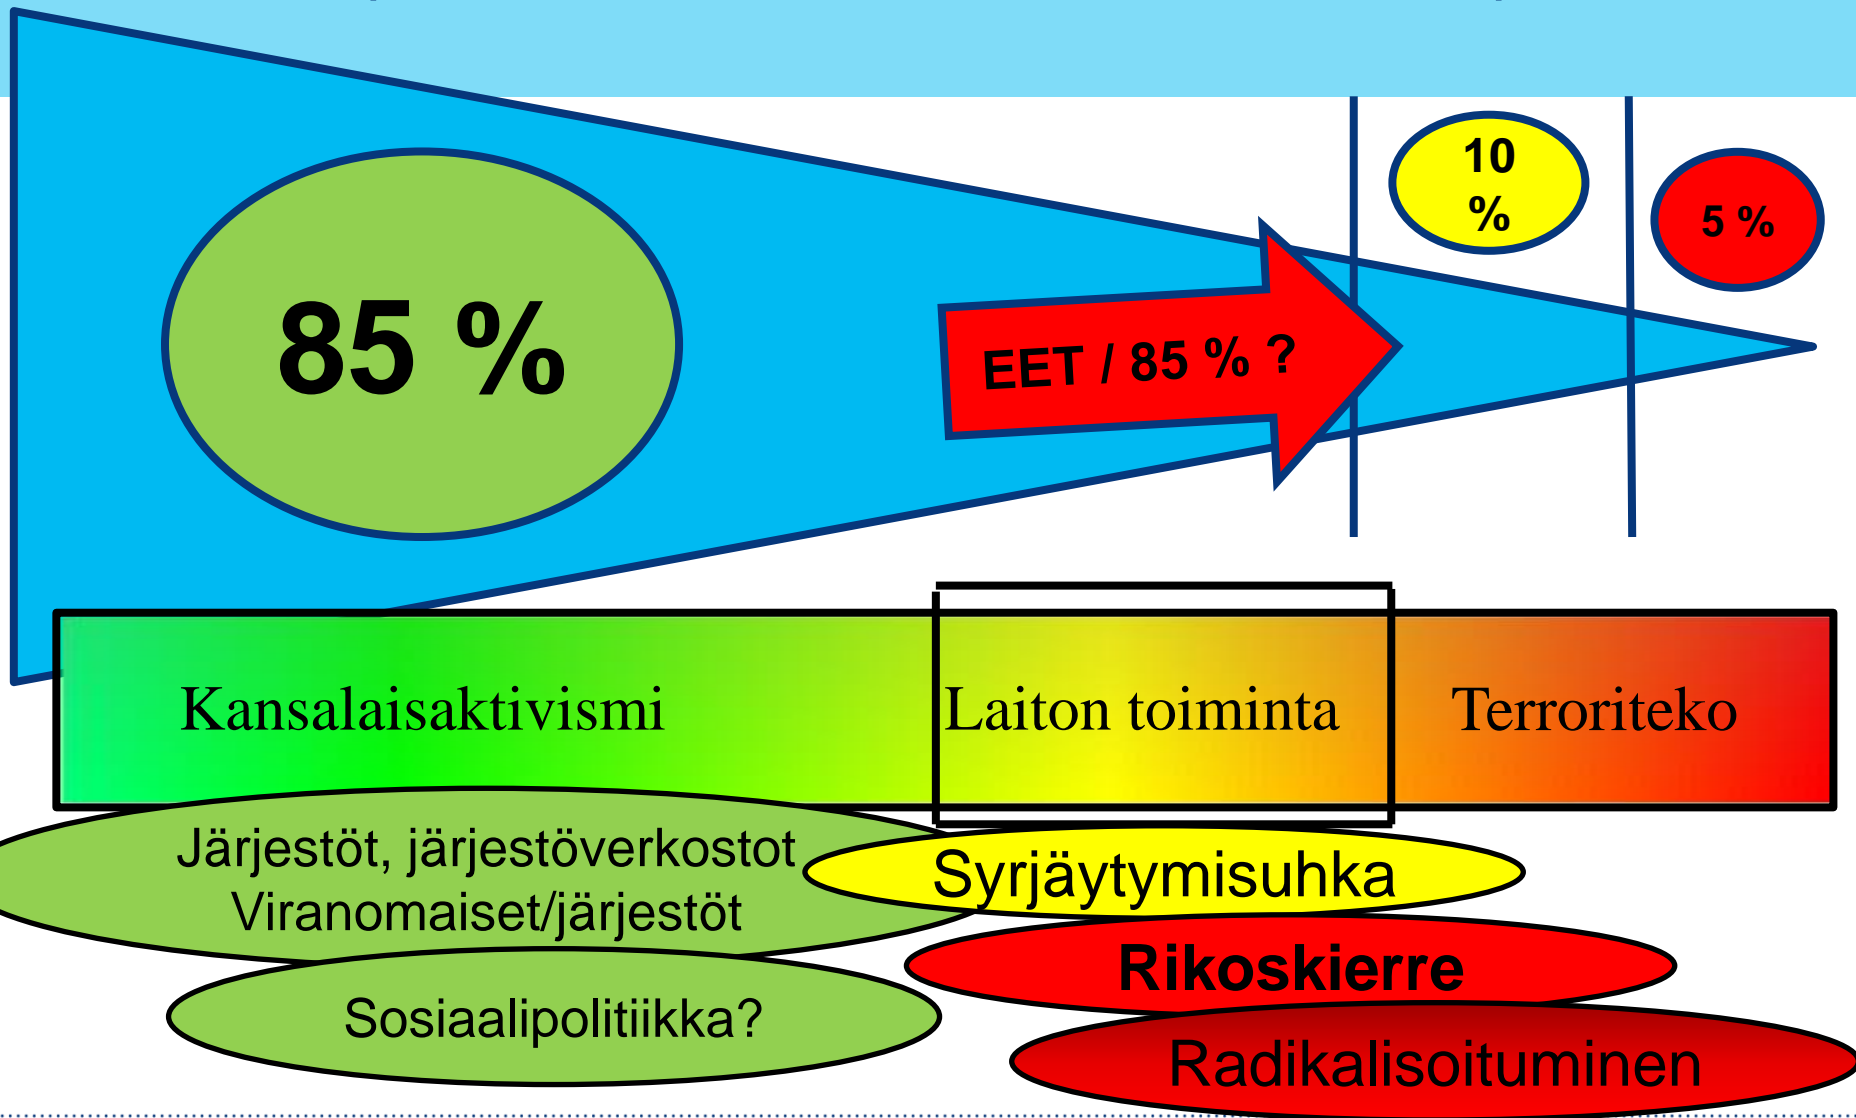 10
%
5 %
85 %
EET / 85 % ?
Kansalaisaktivismi
Laiton toiminta
Terroriteko
Järjestöt, järjestöverkostot
Viranomaiset/järjestöt
Syrjäytymisuhka
Rikoskierre
Sosiaalipolitiikka?
Radikalisoituminen